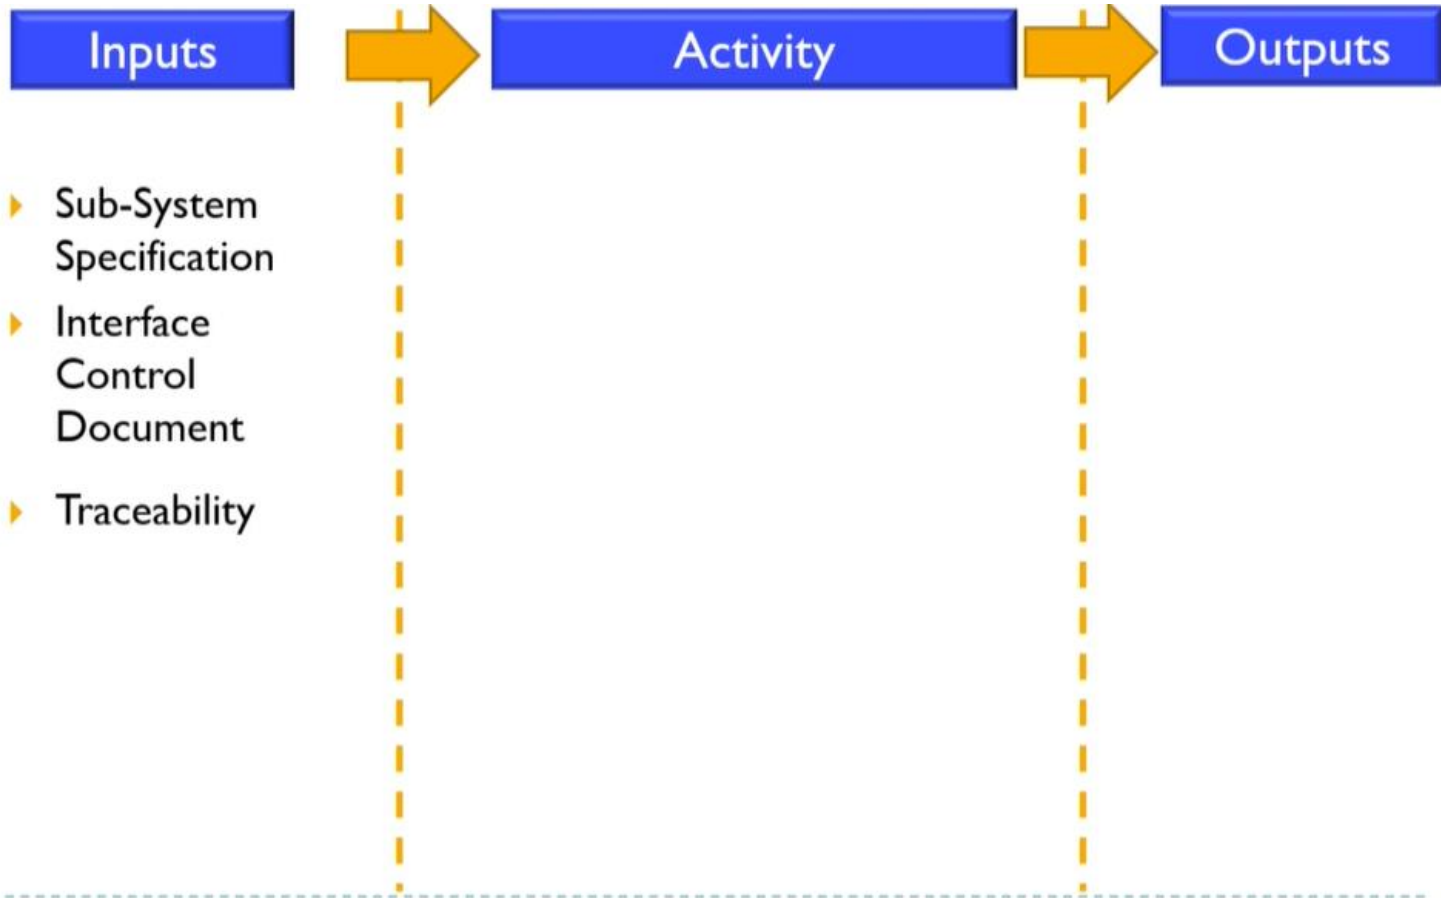 Inputs
Activity
Outputs
Sub-System
Specification
Interface
Control
Document
Traceability